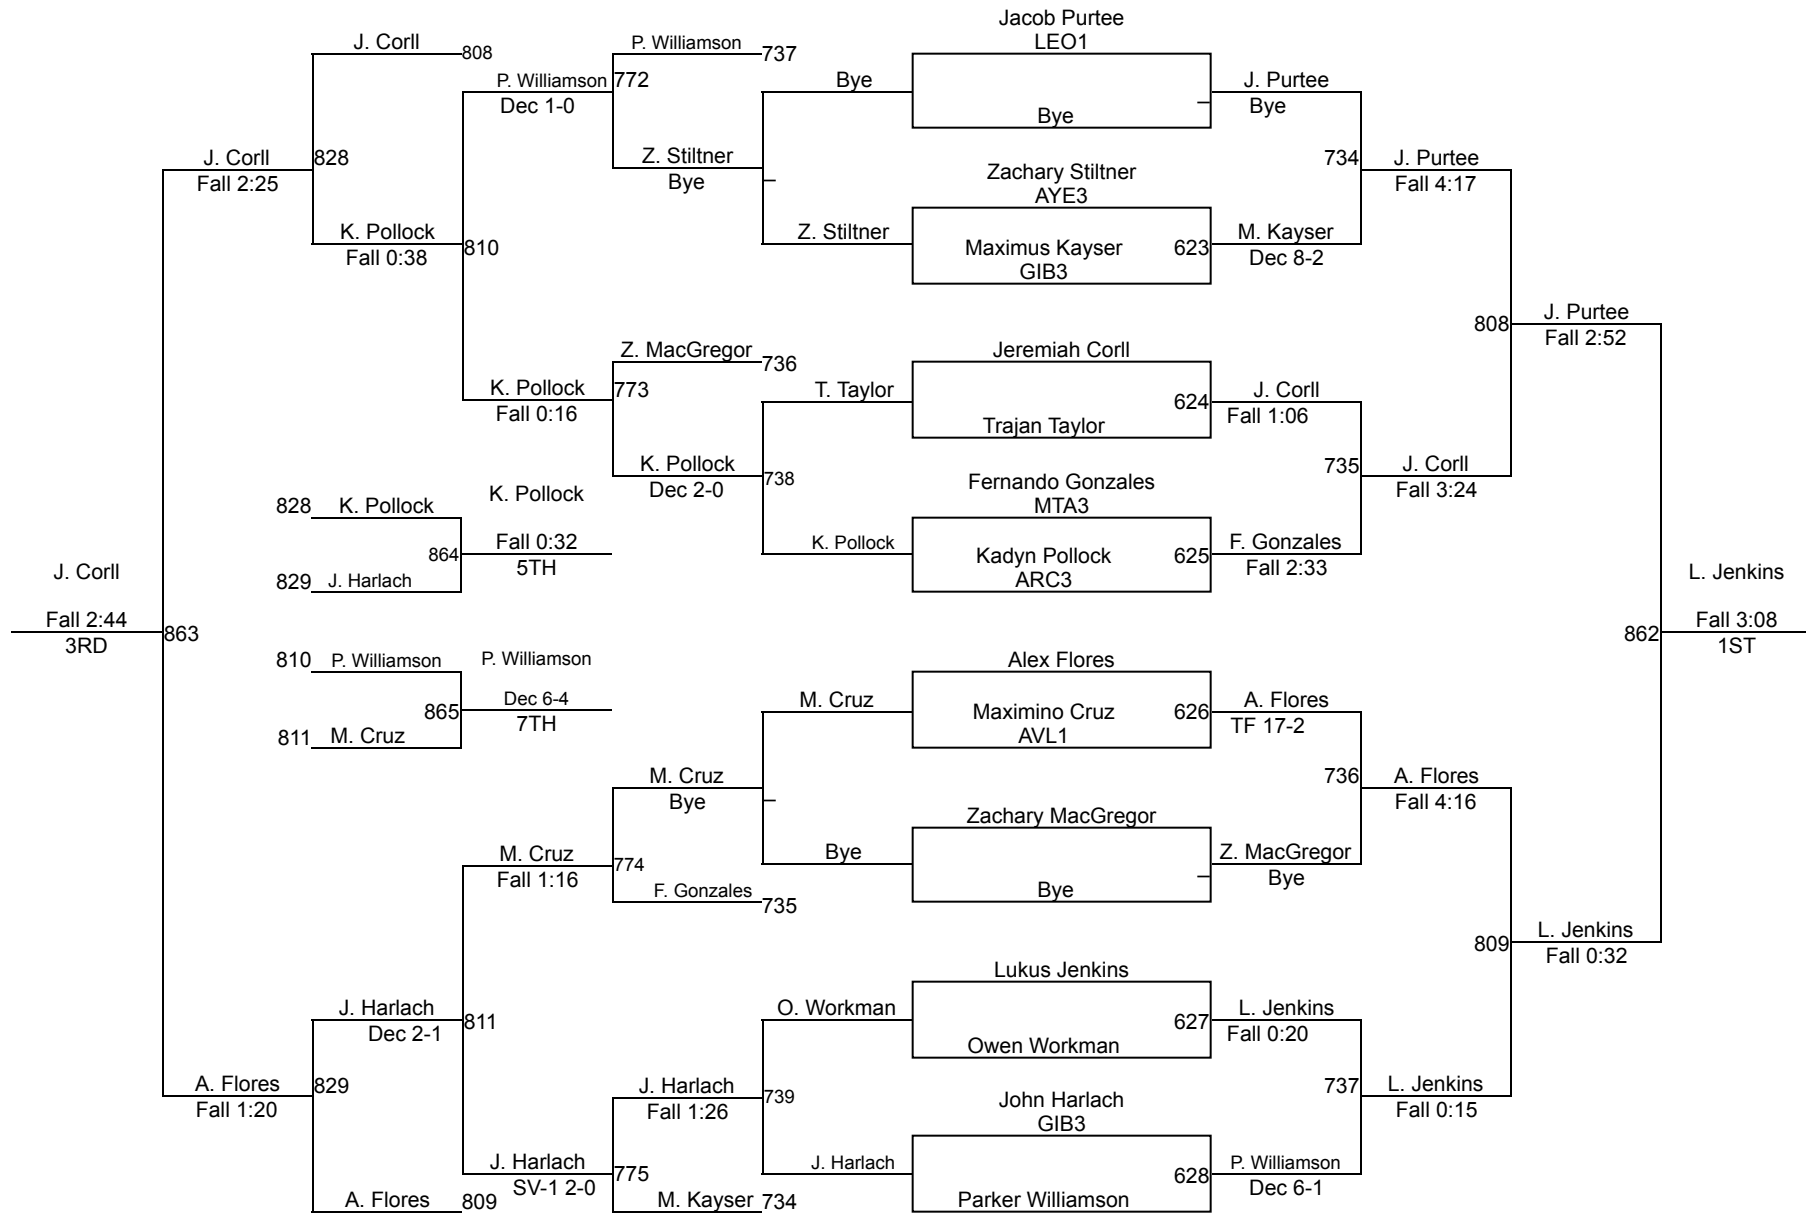 Jacob Purtee
LEO1
J. Corll
808
P. Williamson
737
P. Williamson
772
Dec 1-0
Bye
Bye
J. Purtee
Bye
J. Corll
828
Fall 2:25
Z. Stiltner
Bye
Zachary Stiltner
AYE3
734
J. Purtee
Fall 4:17
K. Pollock
810
Fall 0:38
Z. Stiltner
Maximus Kayser
GIB3
623
M. Kayser
Dec 8-2
808
J. Purtee
Fall 2:52
Z. MacGregor
736
Jeremiah Corll
K. Pollock
773
Fall 0:16
T. Taylor
624
J. Corll
Fall 1:06
Trajan Taylor
K. Pollock
738
Dec 2-0
735
J. Corll
Fall 3:24
Fernando Gonzales
MTA3
828
K. Pollock
K. Pollock
864
Fall 0:32
5TH
829
J. Harlach
K. Pollock
Kadyn Pollock
ARC3
625
F. Gonzales
Fall 2:33
J. Corll
Fall 2:44
863
3RD
L. Jenkins
862
Fall 3:08
1ST
810
P. Williamson
P. Williamson
865
Dec 6-4
7TH
811
M. Cruz
Alex Flores
M. Cruz
Maximino Cruz
AVL1
626
A. Flores
TF 17-2
M. Cruz
Bye
736
A. Flores
Fall 4:16
Zachary MacGregor
M. Cruz
774
Fall 1:16
Bye
Z. MacGregor
Bye
Bye
F. Gonzales
735
809
L. Jenkins
Fall 0:32
Lukus Jenkins
J. Harlach
811
Dec 2-1
O. Workman
627
L. Jenkins
Fall 0:20
Owen Workman
A. Flores
829
Fall 1:20
J. Harlach
739
Fall 1:26
737
L. Jenkins
Fall 0:15
John Harlach
GIB3
J. Harlach
775
SV-1 2-0
J. Harlach
628
P. Williamson
Dec 6-1
Parker Williamson
A. Flores
809
M. Kayser
734